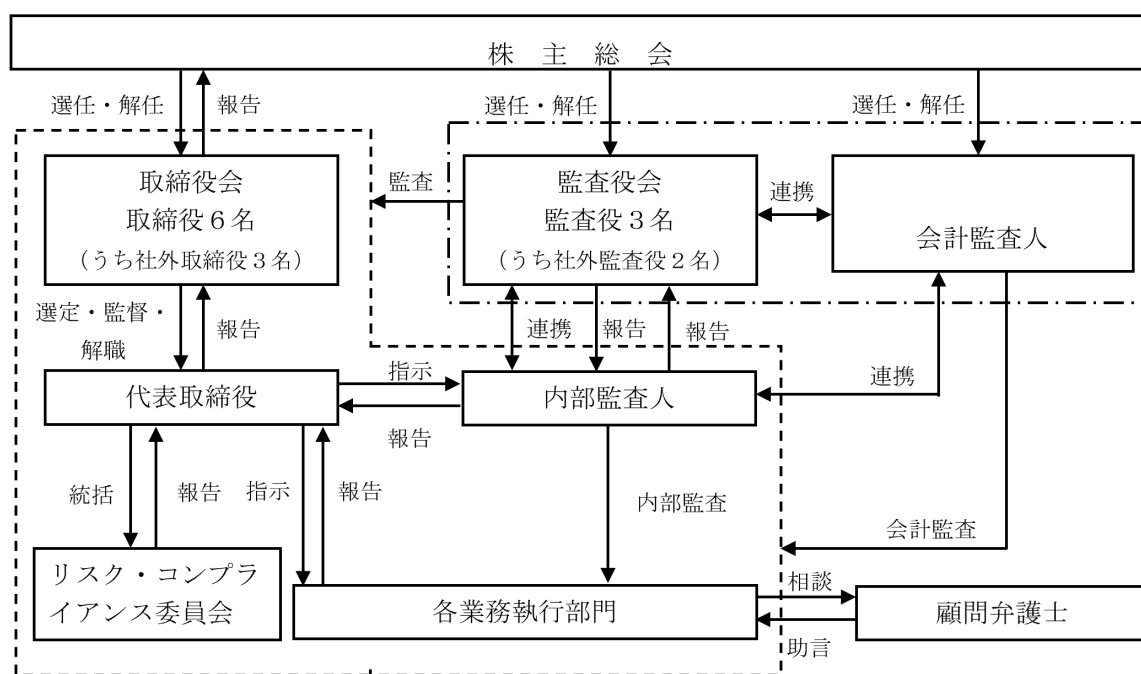 株 主 総 会
選任・解任
報告
選任・解任
選任・解任
取締役会
取締役６名
（うち社外取締役３名）
監査
監査役会
監査役３名
（うち社外監査役２名）
連携
会計監査人
選定・監督・
解職
報告
連携
報告
報告
代表取締役
指示
報告
内部監査人
連携
統括
報告
指示
報告
内部監査
会計監査
リスク・コンプラ
イアンス委員会
各業務執行部門
相談
助言
顧問弁護士